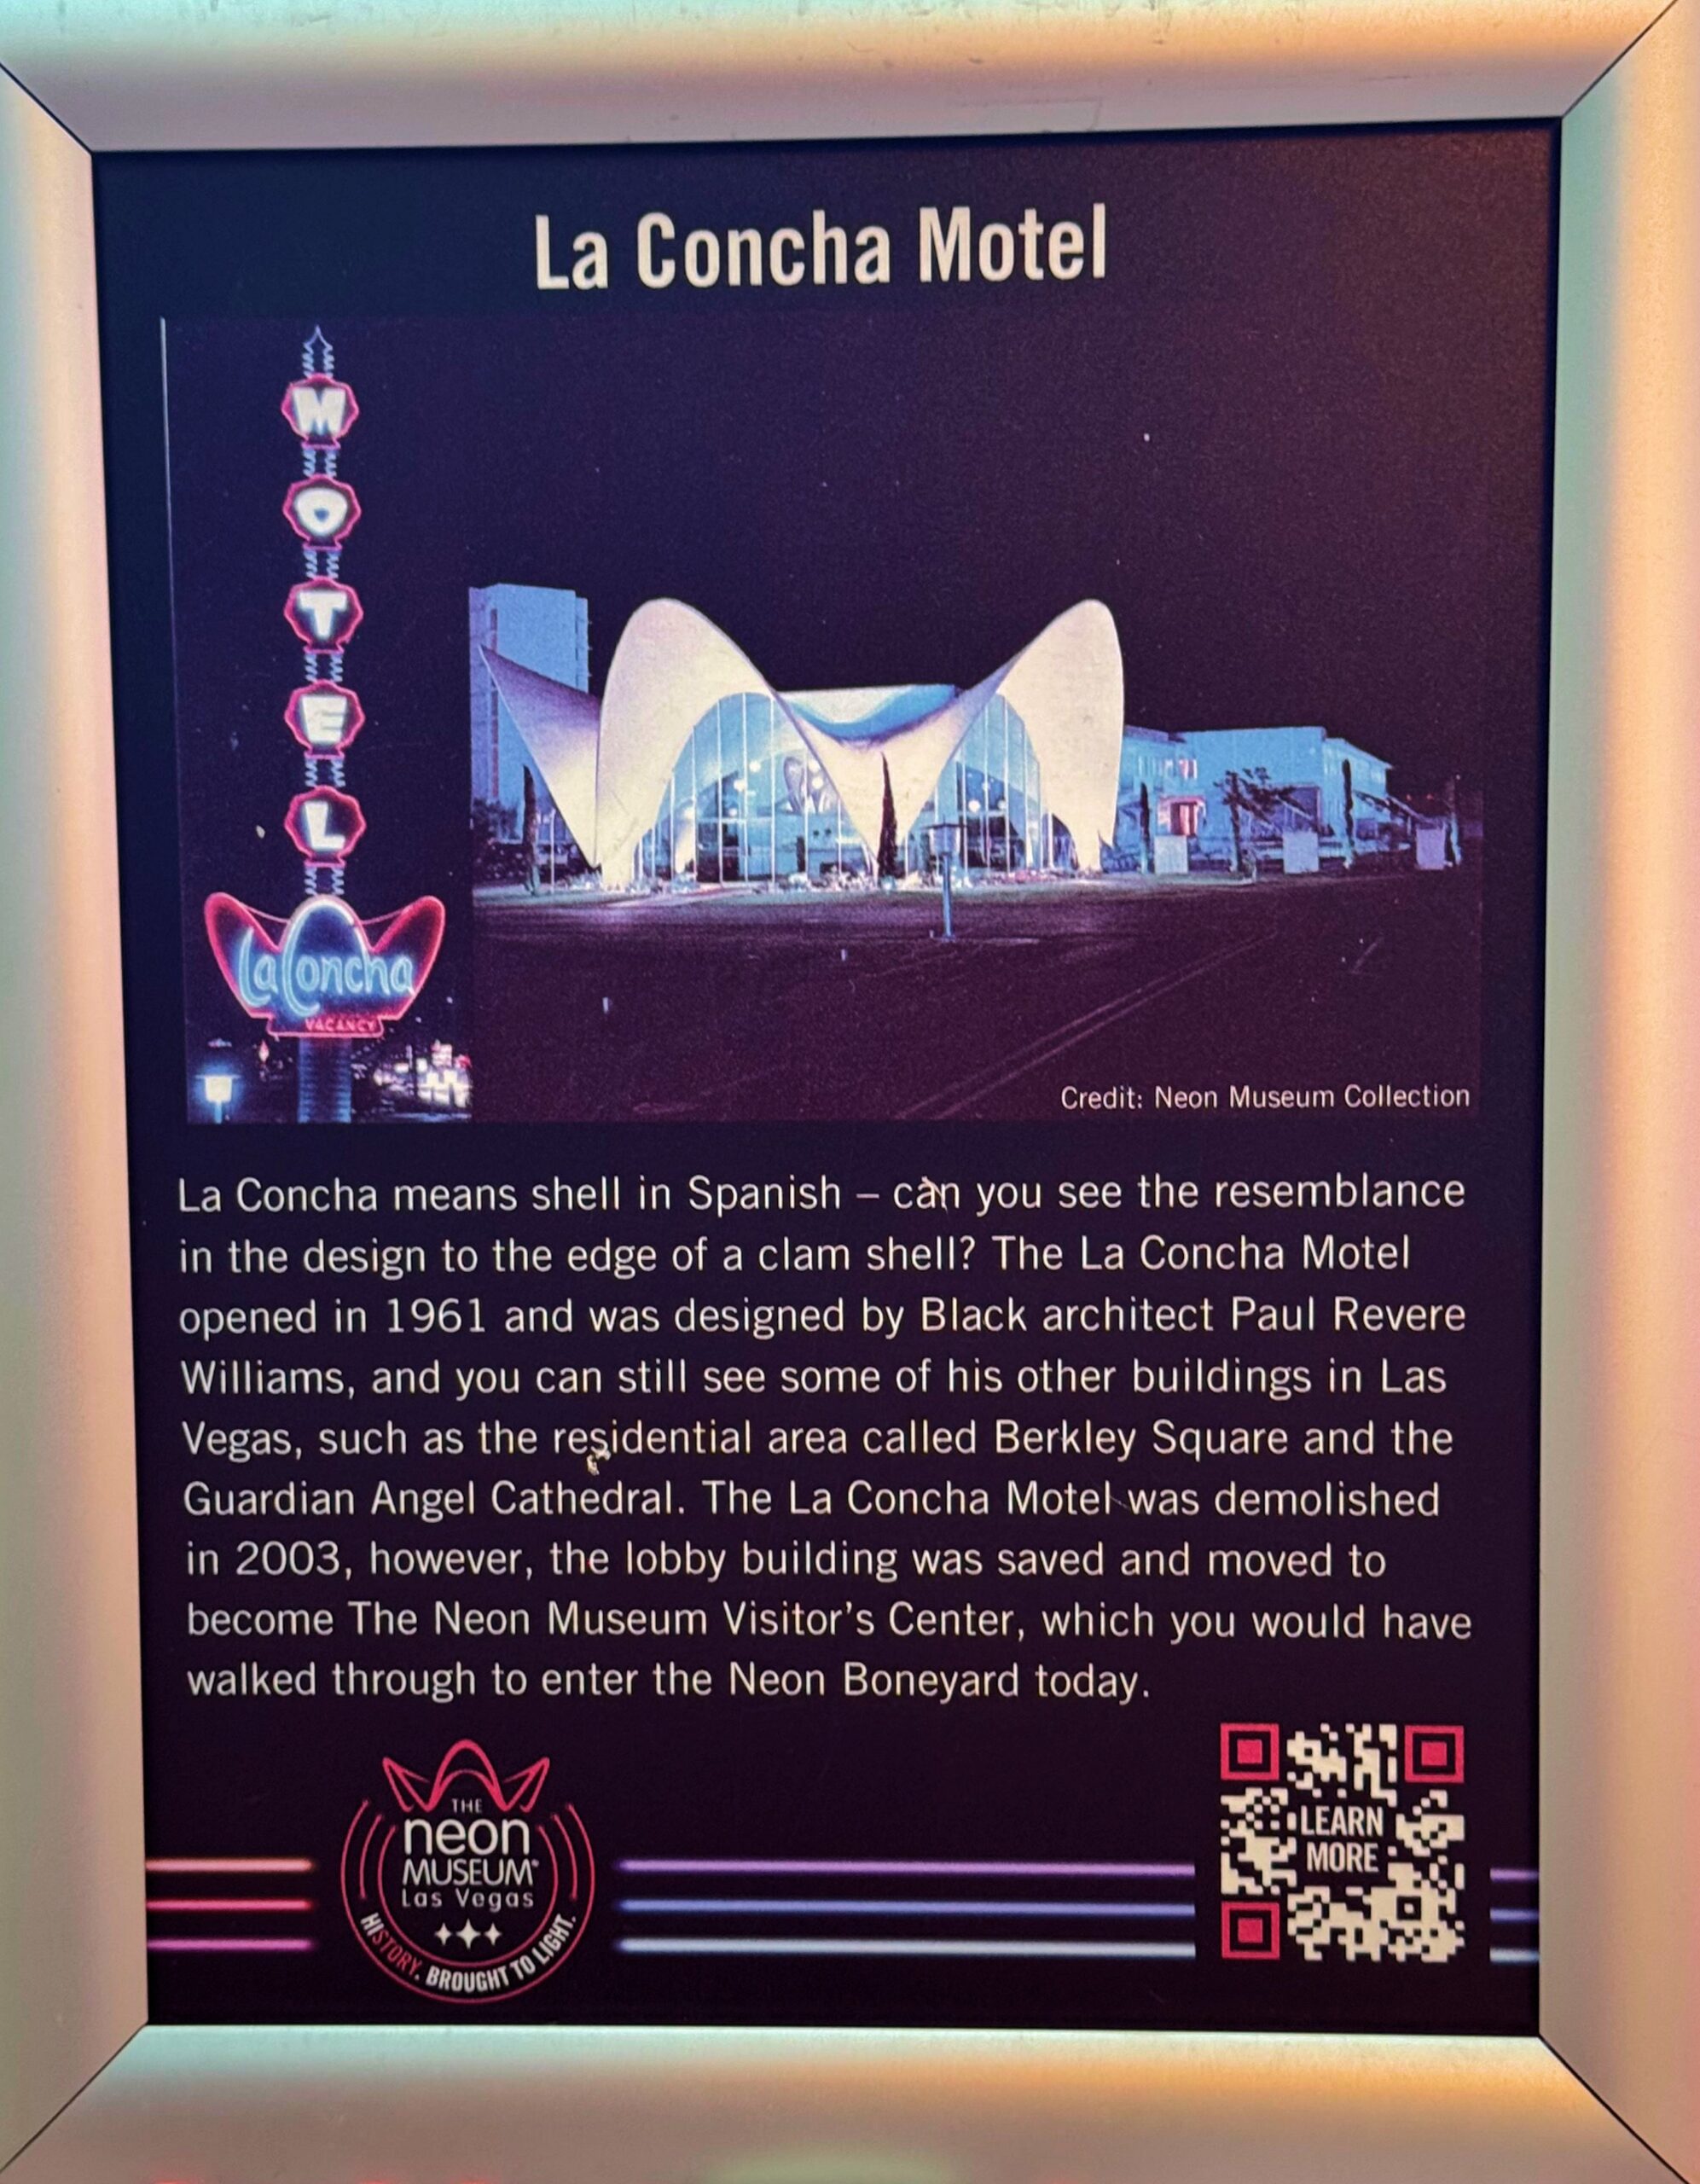 La Concha Motel
M
O
T
E
L
La Concha
VACANCY
Credit: Neon Museum Collection
La Concha means shell in Spanish – can you see the resemblance
in the design to the edge of a clam shell? The La Concha Motel
opened in 1961 and was designed by Black architect Paul Revere
Williams, and you can still see some of his other buildings in Las
Vegas, such as the residential area called Berkley Square and the
Guardian Angel Cathedral. The La Concha Motel was demolished
in 2003, however, the lobby building was saved and moved to
become The Neon Museum Visitor's Center, which you would have
walked through to enter the Neon Boneyard today.
THE
neon
MUSEUM
Las Vegas
HISTORY. BROUGHT TO LIGHT.
LEARN
MORE